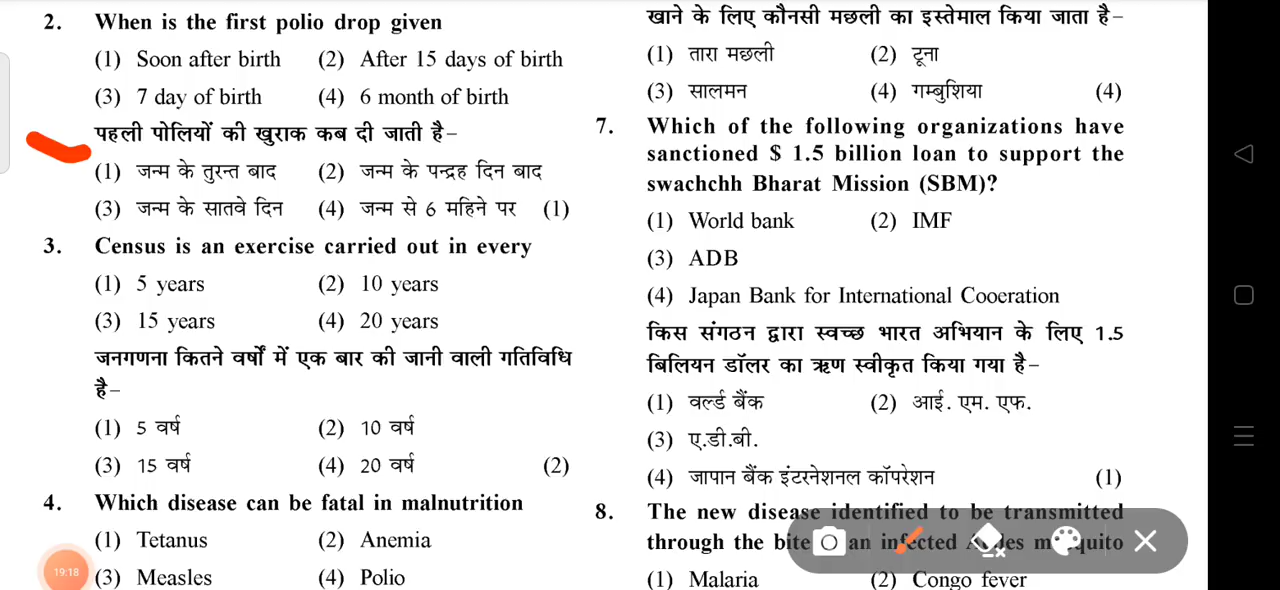 2. When is the first polio drop given
(1) Soon after birth (2) After 15 days of birth
(3) 7 day of birth (4) 6 month of birth
पहली पोलियों की खुराक कब दी जाती है–
(1) जन्म के तुरन्त बाद (2) जन्म के पन्द्रह दिन बाद
(3) जन्म के सातवे दिन (4) जन्म से 6 महिने पर (1)
3. Census is an exercise carried out in every
(1) 5 years (2) 10 years
(3) 15 years (4) 20 years
जनगणना कितने वर्षों में एक बार की जानी वाली गतिविधि
है–
(1) 5 वर्ष (2) 10 वर्ष
(3) 15 वर्ष (4) 20 वर्ष (2)
4. Which disease can be fatal in malnutrition
(1) Tetanus (2) Anemia
19:18
(3) Measles (4) Polio
खाने के लिए कौनसी मछली का इस्तेमाल किया जाता है–
(1) तारा मछली (2) टूना
(3) सालमन (4) गम्बुशिया (4)
7. Which of the following organizations have
sanctioned $ 1.5 billion loan to support the
swachchh Bharat Mission (SBM)?
(1) World bank (2) IMF
(3) ADB
(4) Japan Bank for International Cooeration
किस संगठन द्वारा स्वच्छ भारत अभियान के लिए 1.5
बिलियन डॉलर का ऋण स्वीकृत किया गया है–
(1) वर्ल्ड बैंक (2) आई. एम. एफ.
(3) ए.डी.बी.
(4) जापान बैंक इंटरनेशनल कॉपरेशन (1)
8. The new disease identified to be transmitted
through the bite an infected
(1) Malaria (2) Congo fever